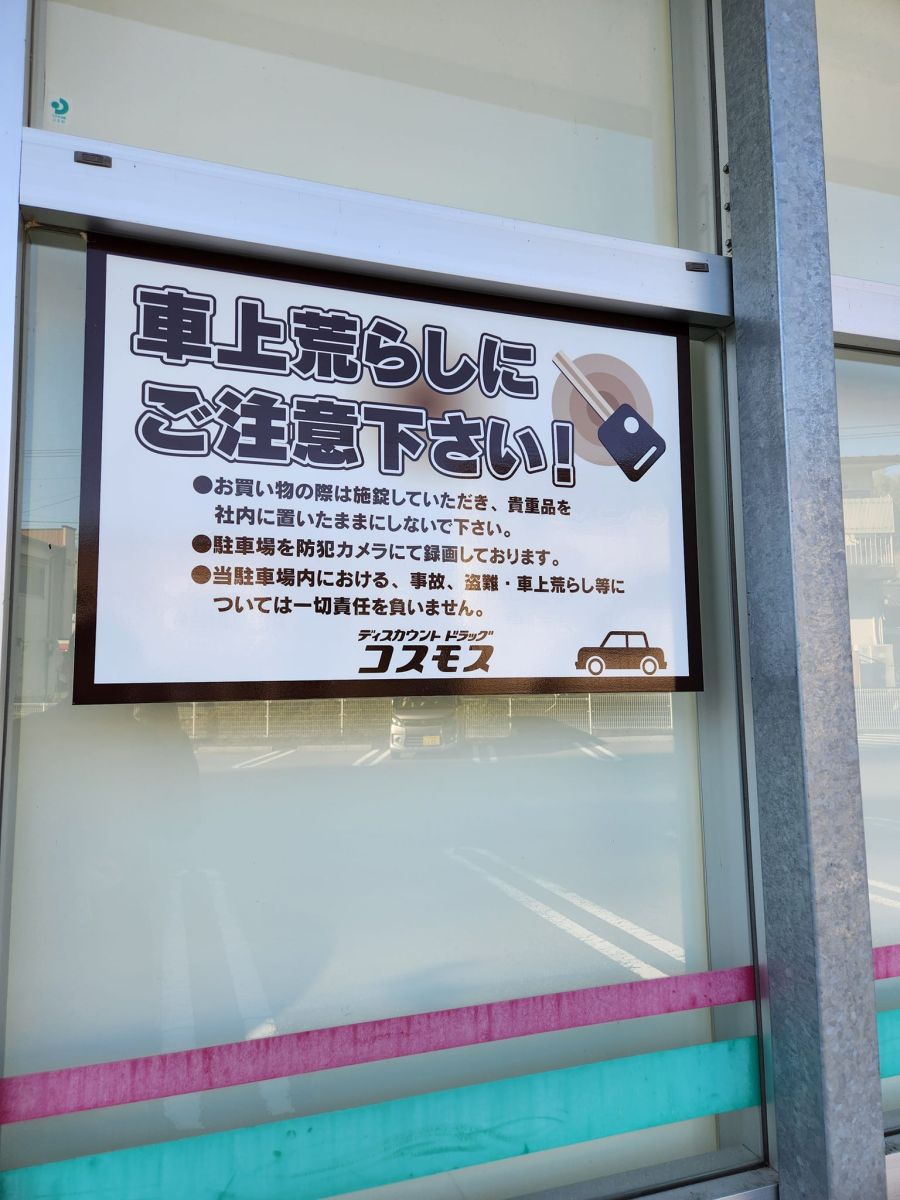 車上荒らしに
ご注意下さい!
●お買い物の際は施錠していただき、貴重品を
社内に置いたままにしないで下さい。
●駐車場を防犯カメラにて録画しております。
●当駐車場内における、事故、盗難・車上荒らし等に
ついては一切責任を負いません。
ディスカウント ドラッグ
コスモス